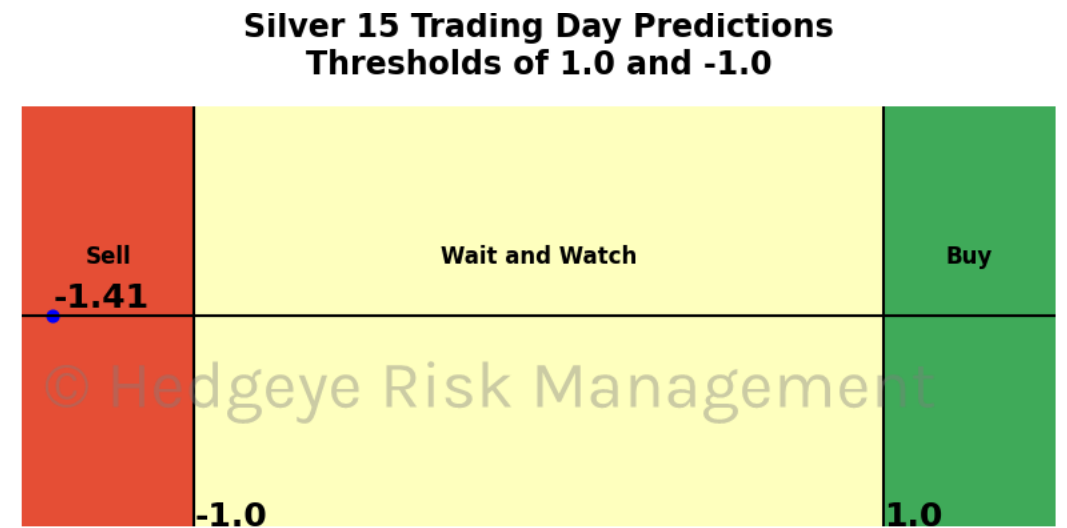 Silver 15 Trading Day Predictions
Thresholds of 1.0 and -1.0
Sell
Wait and Watch
Buy
-1.41
© Hedgeye Risk Management
-1.0
1.0